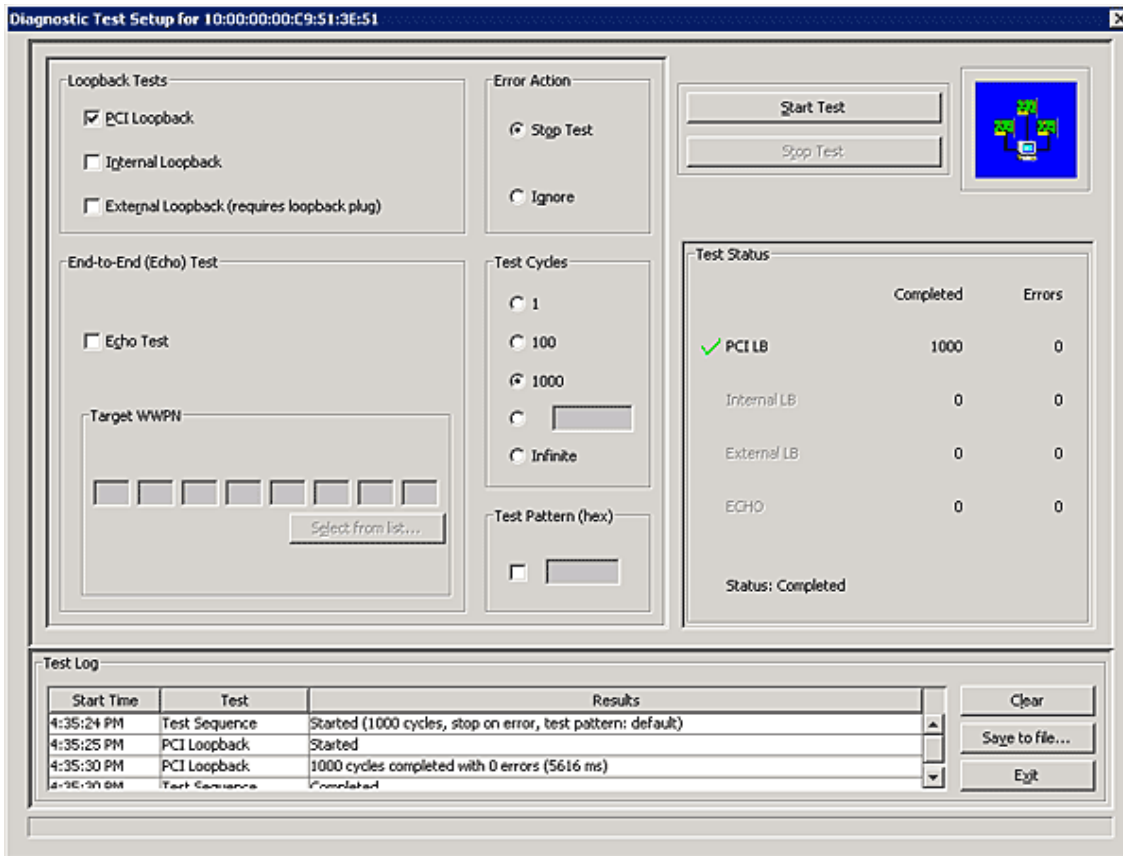 Diagnostic Test Setup for 10:00:00:00:C9:51:3E:51
Loopback Tests
PCI Loopback
Internal Loopback
External Loopback (requires loopback plug)
Error Action
Stop Test
Ignore
Start Test
Stop Test
End-to-End (Echo) Test
Echo Test
Target WWPN
Select from list...
Test Cycles
1
100
1000
Infinite
Test Pattern (hex)
Test Status
Completed Errors
PCI LB 1000 0
Internal LB 0 0
External LB 0 0
ECHO 0 0
Status: Completed
Test Log
Start Time Test Results
4:35:24 PM Test Sequence Started (1000 cycles, stop on error, test pattern: default)
4:35:25 PM PCI Loopback Started
4:35:30 PM PCI Loopback 1000 cycles completed with 0 errors (5616 ms)
4:35:30 PM Test Sequence Completed
Clear
Save to file...
Exit